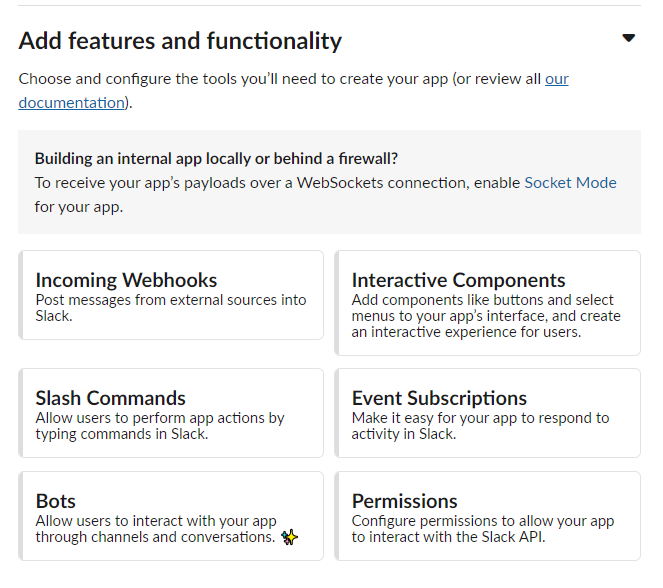 Add features and functionality
Choose and configure the tools you’ll need to create your app (or review all our
documentation).
Building an internal app locally or behind a firewall?
To receive your app’s payloads over a WebSockets connection, enable Socket Mode
for your app.
Incoming Webhooks
Post messages from external sources into
Slack.
Interactive Components
Add components like buttons and select
menus to your app’s interface, and create
an interactive experience for users.
Slash Commands
Allow users to perform app actions by
typing commands in Slack.
Event Subscriptions
Make it easy for your app to respond to
activity in Slack.
Bots
Allow users to interact with your app
through channels and conversations.
Permissions
Configure permissions to allow your app
to interact with the Slack API.